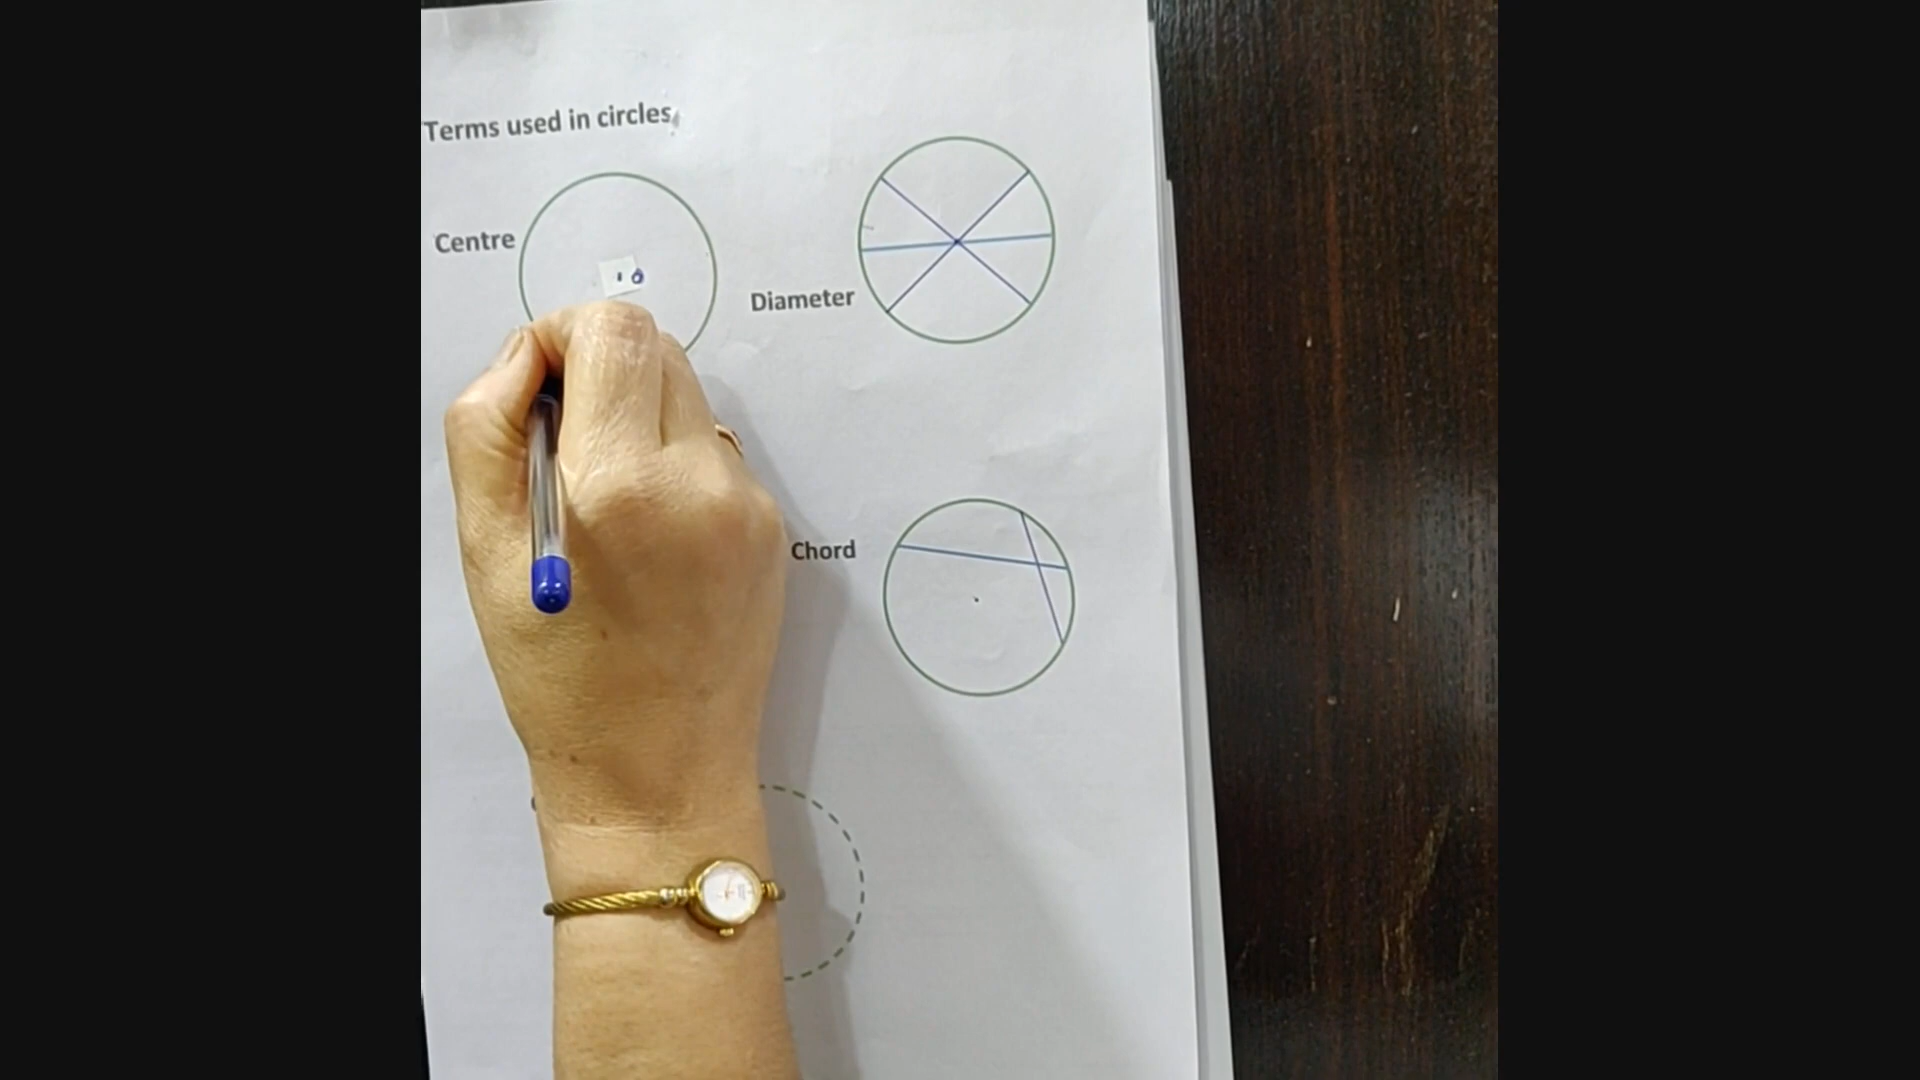 Terms used in circles
Centre
o
Diameter
Chord